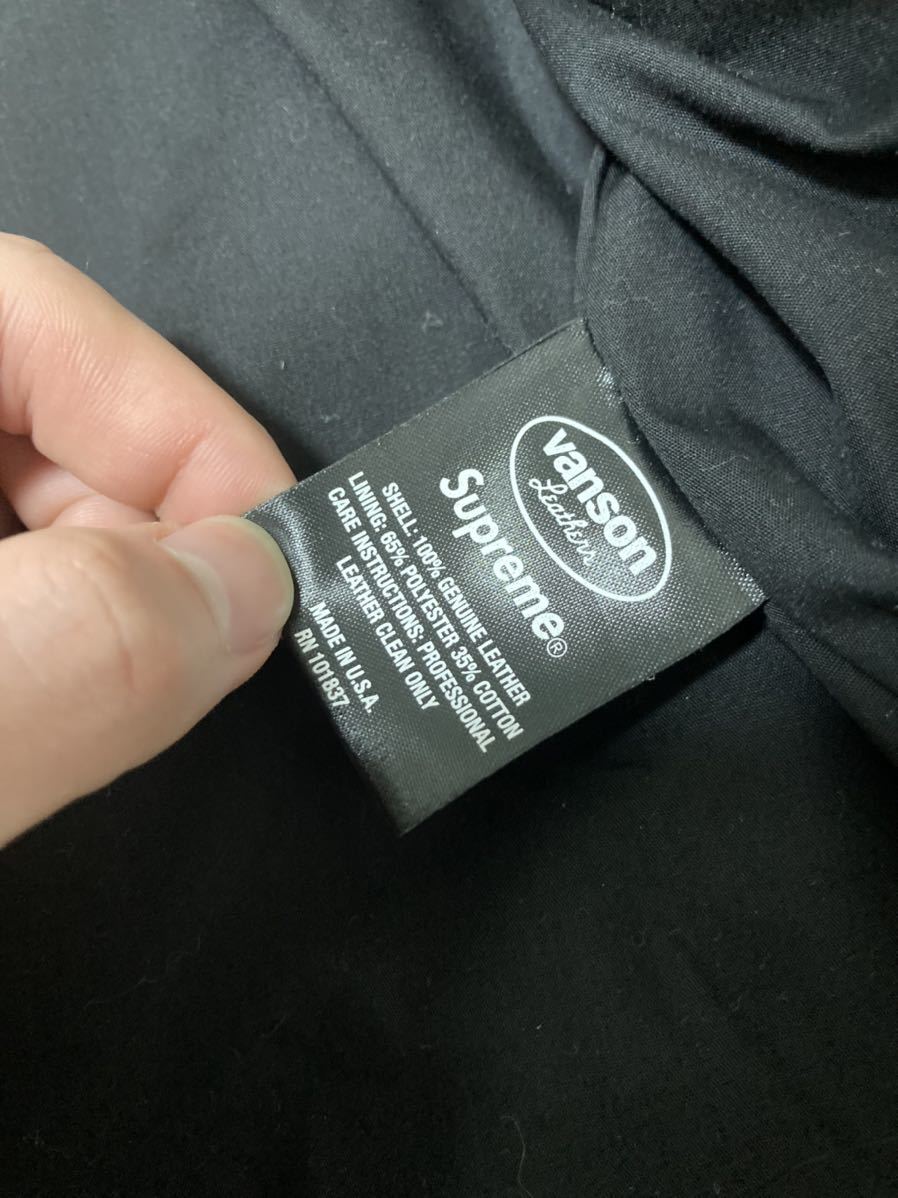 vanson
Leathers
Supreme®
SHELL: 100% GENUINE LEATHER
LINING: 65% POLYESTER 35% COTTON
CARE INSTRUCTIONS: PROFESSIONAL
LEATHER CLEAN ONLY
MADE IN U.S.A.
RN 101837